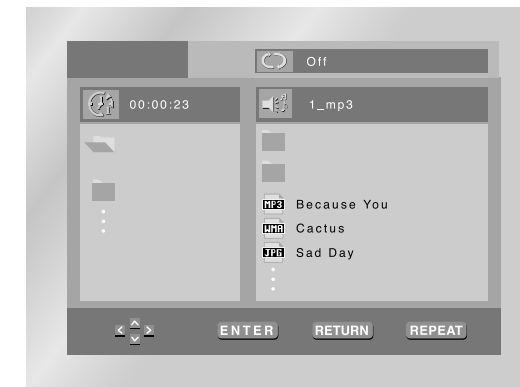 Off
00:00:23
1_mp3
MP3 Because You
WMA Cactus
JPG Sad Day
ENTER RETURN REPEAT